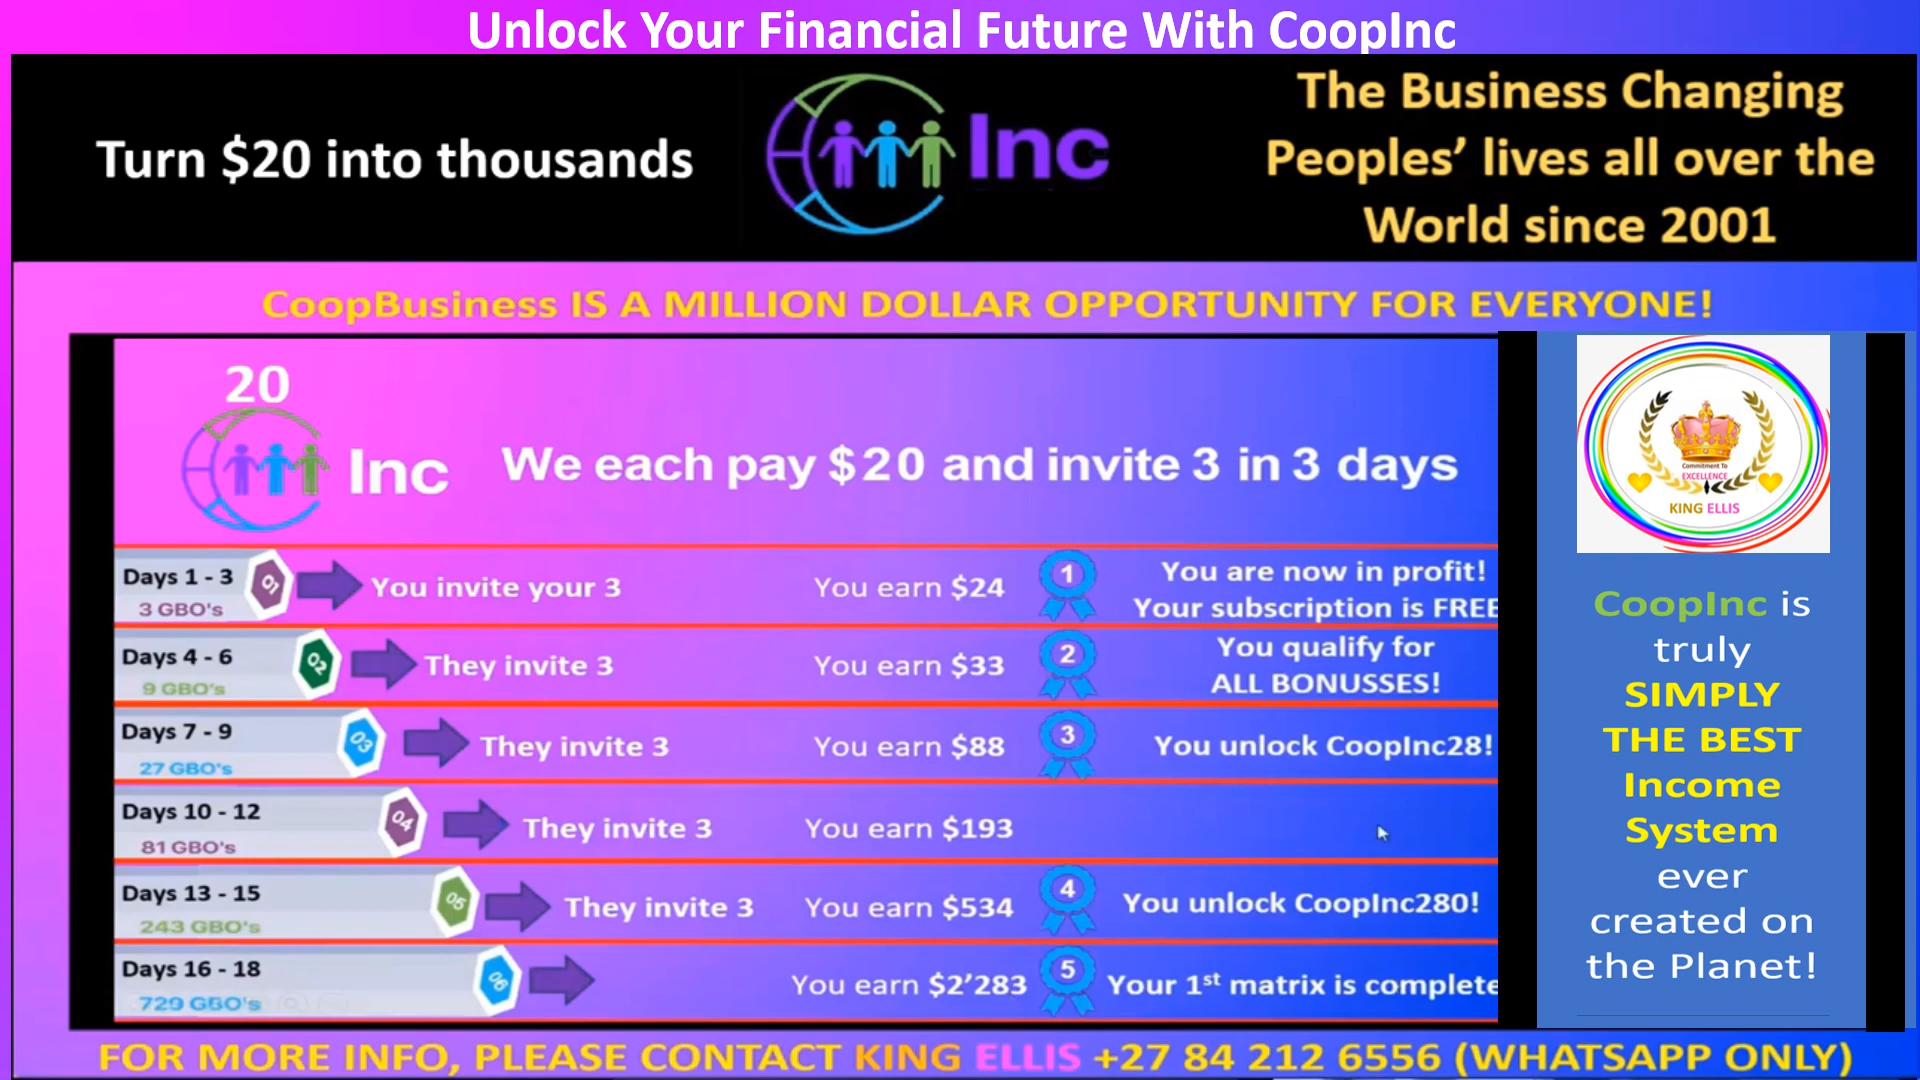 Unlock Your Financial Future With CoopInc
Turn $20 into thousands
Inc
The Business Changing
Peoples’ lives all over the
World since 2001
CoopBusiness IS A MILLION DOLLAR OPPORTUNITY FOR EVERYONE!
20
Inc
We each pay $20 and invite 3 in 3 days
Days 1 - 3
3 GBO's
01
You invite your 3
You earn $24
1
You are now in profit!
Your subscription is FREE
Days 4 - 6
9 GBO's
02
They invite 3
You earn $33
2
You qualify for
ALL BONUSSES!
Days 7 - 9
27 GBO's
03
They invite 3
You earn $88
3
You unlock CoopInc28!
Days 10 - 12
81 GBO's
04
They invite 3
You earn $193
Days 13 - 15
243 GBO's
05
They invite 3
You earn $534
4
You unlock CoopInc280!
Days 16 - 18
729 GBO's
06
You earn $2’283
5
Your 1st matrix is complete
Commitment To
EXCELLENCE
KING ELLIS
CoopInc is
truly
SIMPLY
THE BEST
Income
System
ever
created on
the Planet!
FOR MORE INFO, PLEASE CONTACT KING ELLIS +27 84 212 6556 (WHATSAPP ONLY)